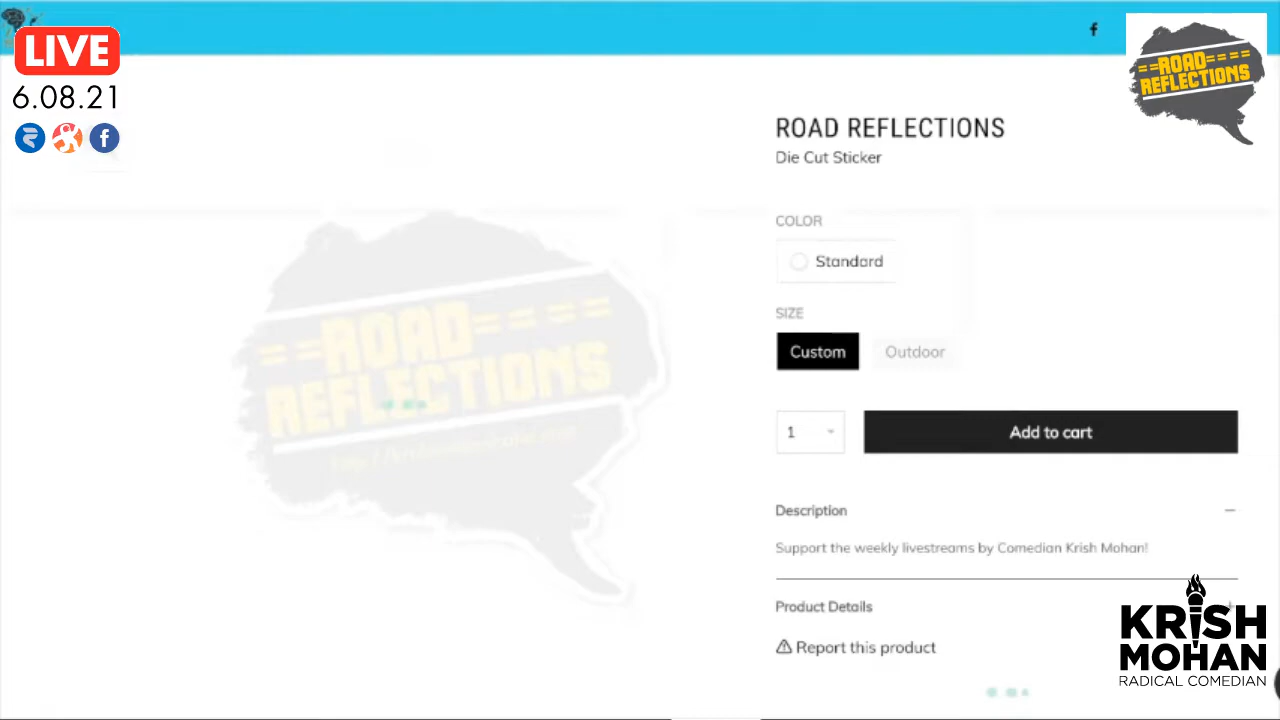 LIVE
6.08.21
==ROAD====
REFLECTIONS
ROAD REFLECTIONS
Die Cut Sticker
COLOR
Standard
SIZE
Custom
Outdoor
1
Add to cart
Description
Support the weekly livestreams by Comedian Krish Mohan!
Product Details
Report this product
==ROAD=====
REFLECTIONS
KRISH
MOHAN
RADICAL COMEDIAN